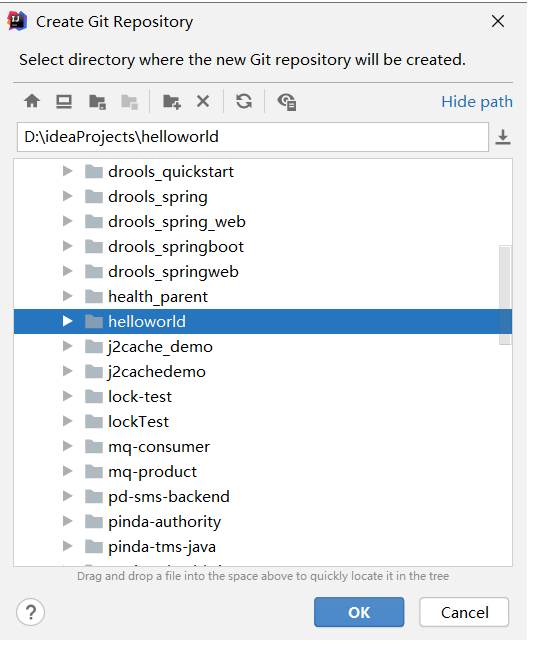 Create Git Repository
Select directory where the new Git repository will be created.
Hide path
D:\ideaProjects\helloworld
drools_quickstart
drools_spring
drools_spring_web
drools_springboot
drools_springweb
health_parent
helloworld
j2cache_demo
j2cachedemo
lock-test
lockTest
mq-consumer
mq-product
pd-sms-backend
pinda-authority
pinda-tms-java
Drag and drop a file into the space above to quickly locate it in the tree
?
OK
Cancel